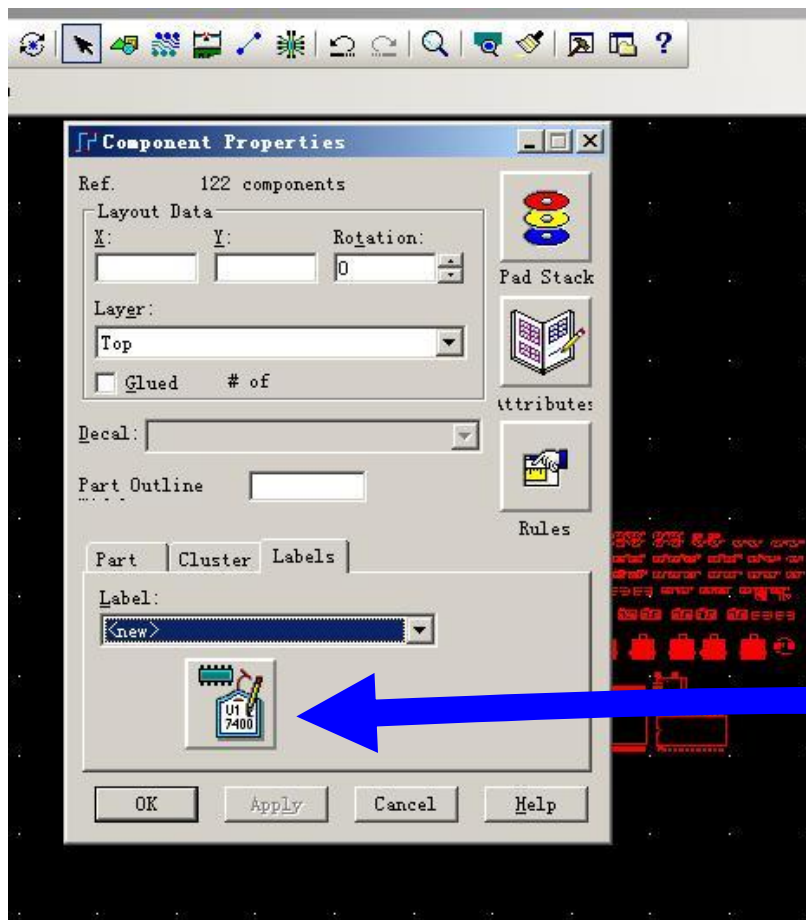 ?
Component Properties
Ref. 122 components
Layout Data
X: Y: Rotation:
0
Layer:
Top
Glued # of
Decal:
Part Outline
Pad Stack
Attributes
Rules
Part Cluster Labels
Label:
<new>
U1
7400
OK Apply Cancel Help